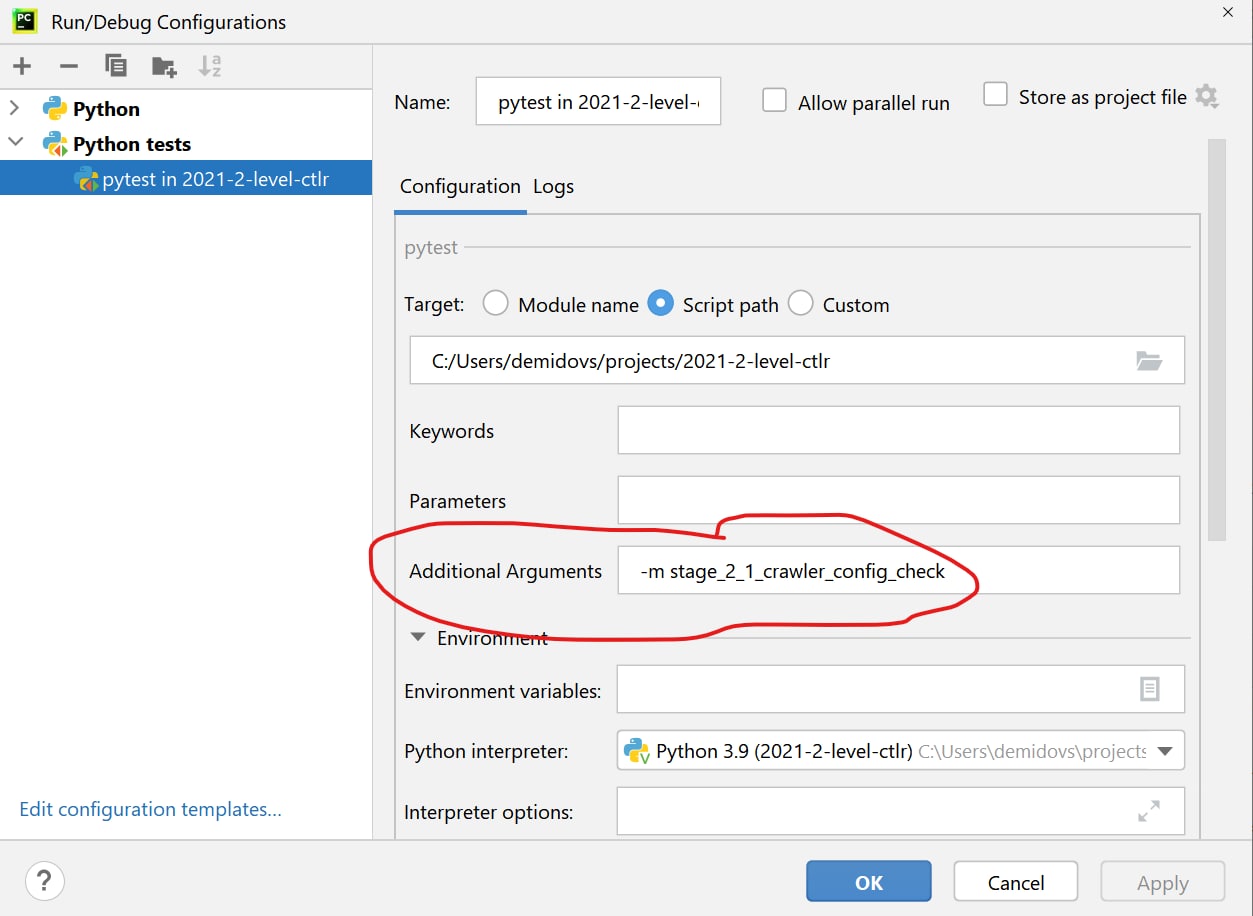 PC Run/Debug Configurations
Python
Python tests
pytest in 2021-2-level-ctlr
Edit configuration templates...
Name: pytest in 2021-2-level- Allow parallel run Store as project file
Configuration Logs
pytest
Target: Module name Script path Custom
C:/Users/demidovs/projects/2021-2-level-ctlr
Keywords
Parameters
Additional Arguments -m stage_2_1_crawler_config_check
Environment
Environment variables:
Python interpreter: Python 3.9 (2021-2-level-ctlr) C:\Users\demidovs\projects
Interpreter options:
? OK Cancel Apply